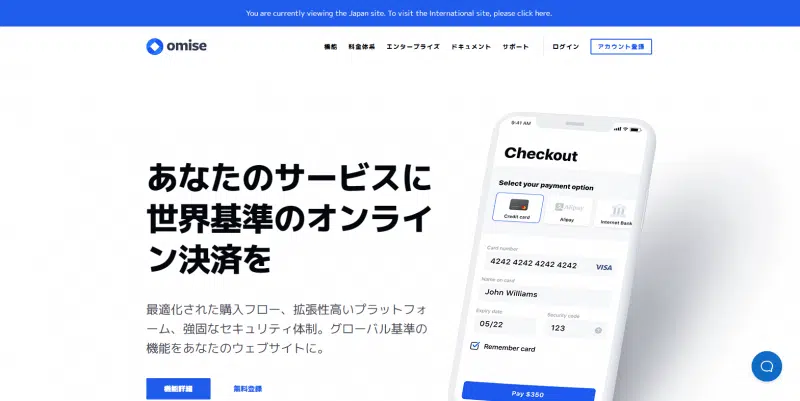 You are currently viewing the Japan site. To visit the International site, please click here.
omise
機能 料金体系 エンタープライズ ドキュメント サポート ログイン アカウント登録
あなたのサービスに
世界基準のオンライ
ン決済を
最適化された購入フロー、拡張性高いプラットフォ
ーム、強固なセキュリティ体制。グローバル基準の
機能をあなたのウェブサイトに。
機能詳細 無料登録
9:41 AM
Checkout
Select your payment option
Alipay
Credit card Alipay Internet Bank
Card number
4242 4242 4242 4242 VISA
Name on card
John Williams
Expiry date Security code
05/22 123
Remember card
Pay $350